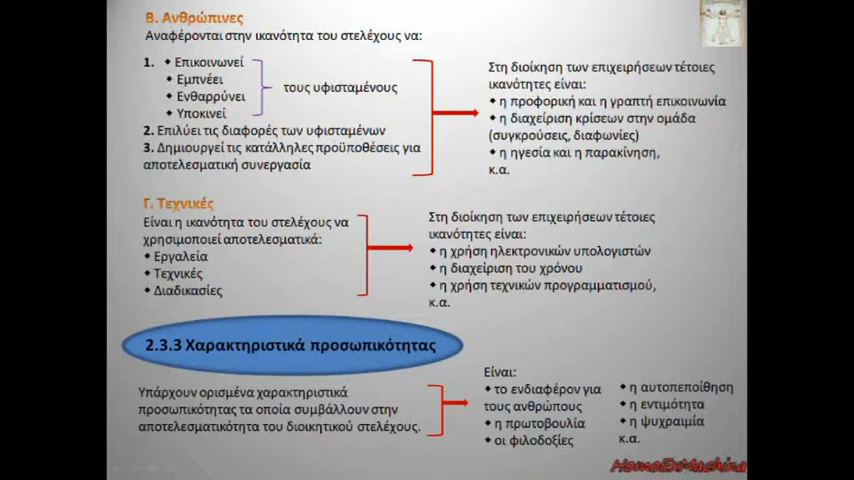 Β. Ανθρώπινες
Αναφέρονται στην ικανότητα του στελέχους να:
1. ◆ Επικοινωνεί
◆ Εμπνέει
◆ Ενθαρρύνει
◆ Υποκινεί
τους υφισταμένους
2. Επιλύει τις διαφορές των υφισταμένων
3. Δημιουργεί τις κατάλληλες προϋποθέσεις για
αποτελεσματική συνεργασία
Στη διοίκηση των επιχειρήσεων τέτοιες
ικανότητες είναι:
◆ η προφορική και η γραπτή επικοινωνία
◆ η διαχείριση κρίσεων στην ομάδα
(συγκρούσεις, διαφωνίες)
◆ η ηγεσία και η παρακίνηση,
κ.α.
Γ. Τεχνικές
Είναι η ικανότητα του στελέχους να
χρησιμοποιεί αποτελεσματικά:
◆ Εργαλεία
◆ Τεχνικές
◆ Διαδικασίες
Στη διοίκηση των επιχειρήσεων τέτοιες
ικανότητες είναι:
◆ η χρήση ηλεκτρονικών υπολογιστών
◆ η διαχείριση του χρόνου
◆ η χρήση τεχνικών προγραμματισμού,
κ.α.
2.3.3 Χαρακτηριστικά προσωπικότητας
Υπάρχουν ορισμένα χαρακτηριστικά
προσωπικότητας τα οποία συμβάλλουν στην
αποτελεσματικότητα του διοικητικού στελέχους.
Είναι:
◆ το ενδιαφέρον για
τους ανθρώπους
◆ η πρωτοβουλία
◆ οι φιλοδοξίες
◆ η αυτοπεποίθηση
◆ η εντιμότητα
◆ η ψυχραιμία
κ.α.
HomoExMachina